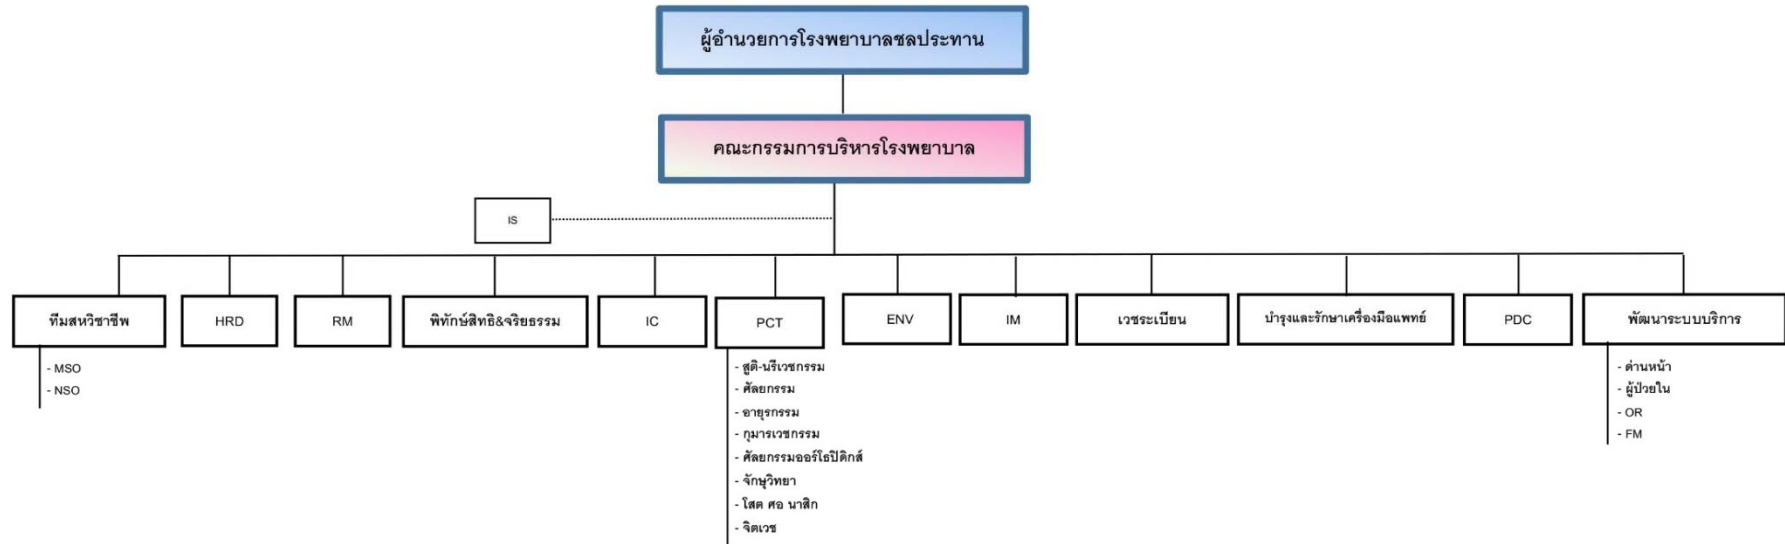 ผู้อำนวยการโรงพยาบาลชลประทาน
คณะกรรมการบริหารโรงพยาบาล
IS
ทีมสหวิชาชีพ
HRD
RM
พิทักษ์สิทธิ&จริยธรรม
IC
PCT
ENV
IM
เวชระเบียน
บำรุงและรักษาเครื่องมือแพทย์
PDC
พัฒนาระบบบริการ
- MSO
- NSO
- สูติ-นรีเวชกรรม
- ศัลยกรรม
- อายุรกรรม
- กุมารเวชกรรม
- ศัลยกรรมออร์โธปิดิกส์
- จักษุวิทยา
- โสต ศอ นาสิก
- จิตเวช
- ด่านหน้า
- ผู้ป่วยใน
- OR
- FM